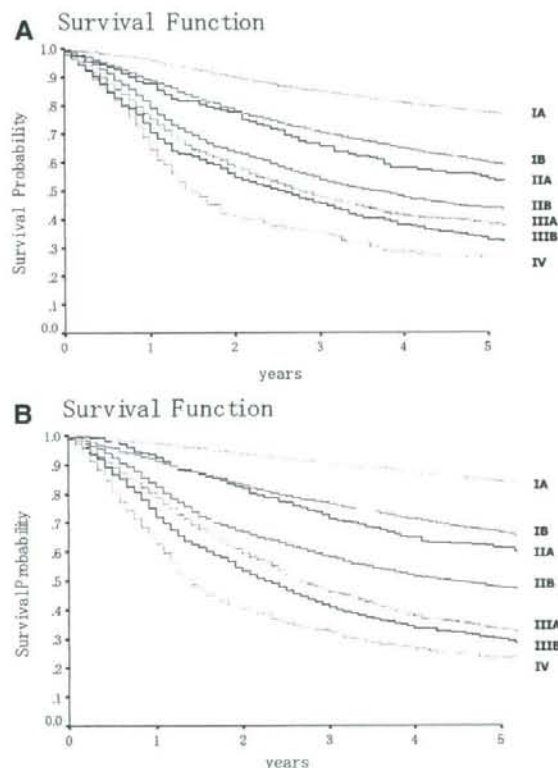 A Survival Function
Survival Probability
1.0
.9
.8
.7
.6
.5
.4
.3
.2
.1
0.0
0 1 2 3 4 5
years
IA
IB
IIA
IIB
IIIA
IIIB
IV
B Survival Function
Survival Probability
1.0
.9
.8
.7
.6
.5
.4
.3
.2
.1
0.0
0 1 2 3 4 5
years
IA
IB
IIA
IIB
IIIA
IIIB
IV